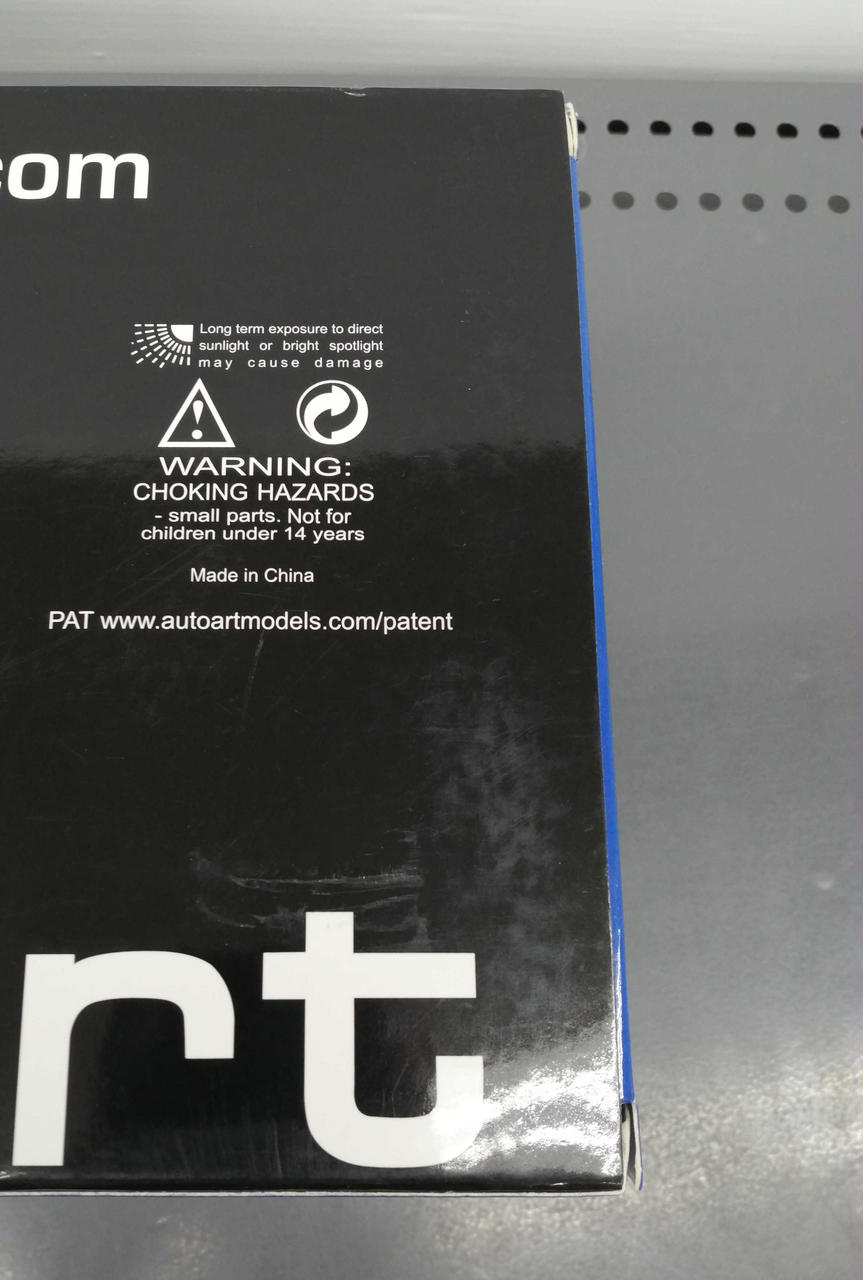 com
Long term exposure to direct
sunlight or bright spotlight
may cause damage
WARNING:
CHOKING HAZARDS
- small parts. Not for
children under 14 years
Made in China
PAT www.autoartmodels.com/patent
rt